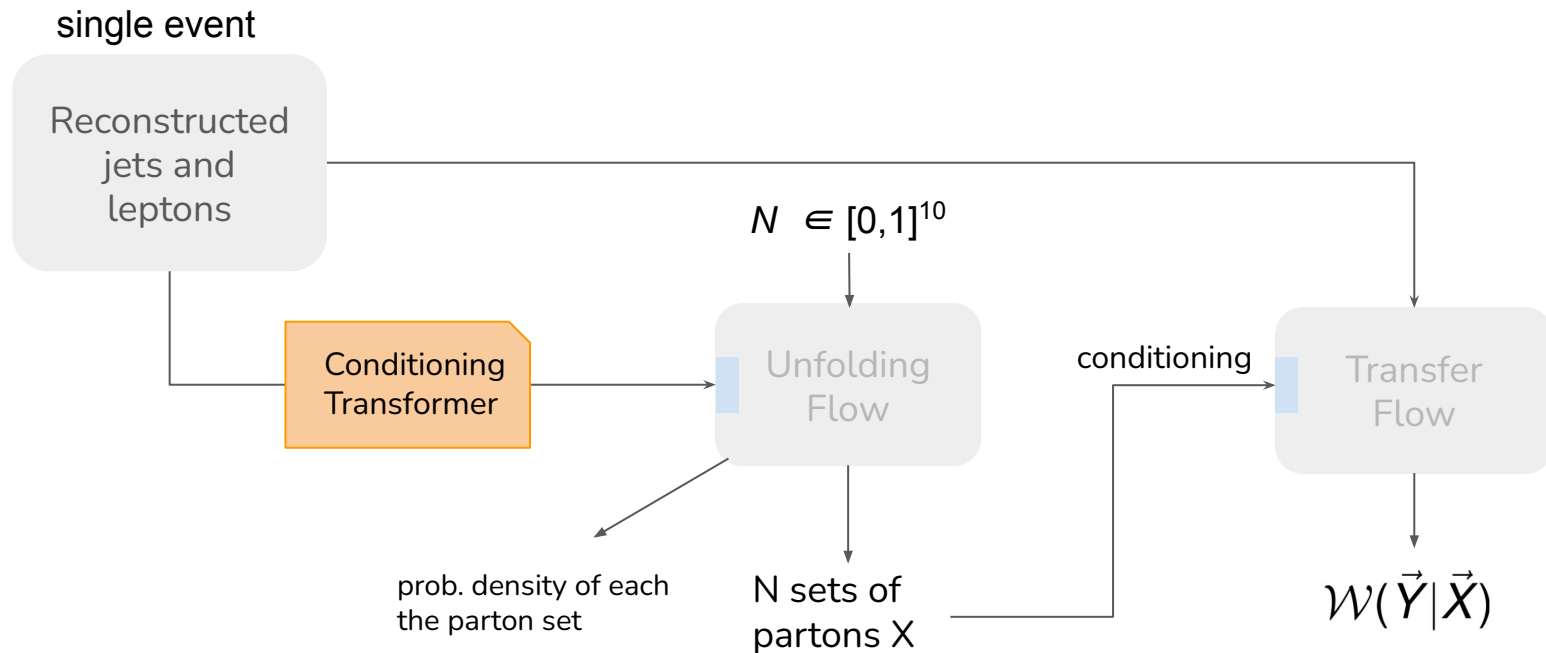 single event
Reconstructed
jets and
leptons
N ∈ [0,1]¹⁰
Conditioning
Transformer
Unfolding
Flow
conditioning
Transfer
Flow
prob. density of each
the parton set
N sets of
partons X
𝒲(Y⃗|X⃗)